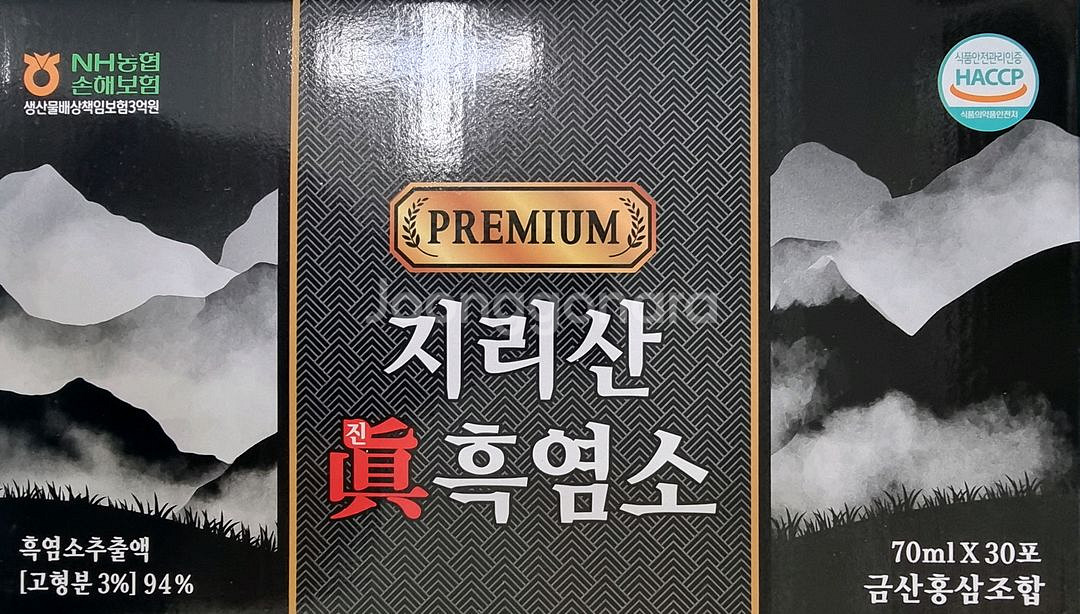 NH농협
손해보험
생산물배상책임보험3억원
식품안전관리인증
HACCP
식품의약품안전처
PREMIUM
Joonggonara
지리산
진
眞흑염소
흑염소추출액
[고형분 3%] 94%
70ml X 30포
금산홍삼조합